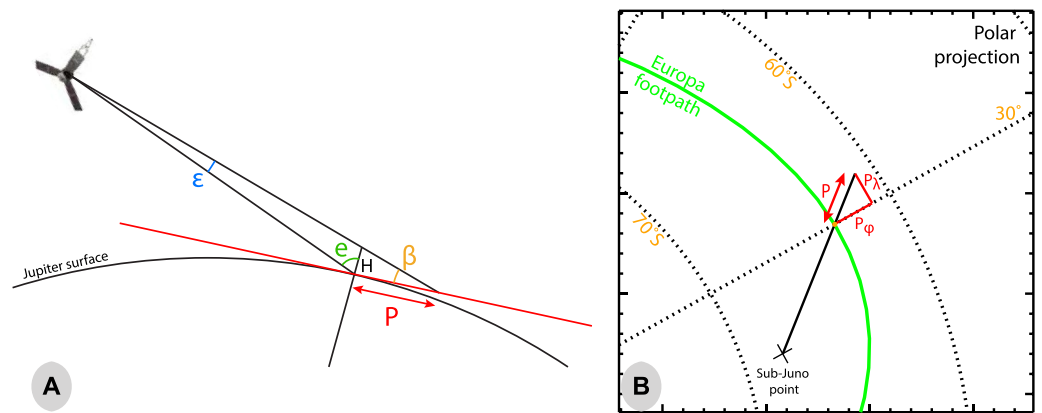 ε
e
H
β
Jupiter surface
P
A
Polar
projection
Europa
footpath
60°S
30°
P
Pλ
Pφ
70°S
Sub-Juno
point
B